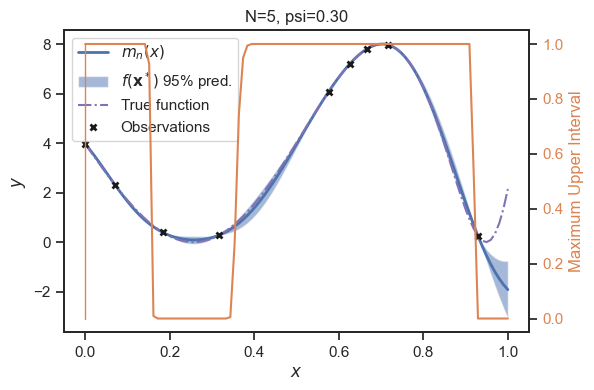 N=5, psi=0.30
mₙ(x)
f(x*) 95% pred.
True function
Observations
y
8
6
4
2
0
−2
0.0
0.2
0.4
0.6
0.8
1.0
x
1.0
0.8
0.6
0.4
0.2
0.0
Maximum Upper Interval